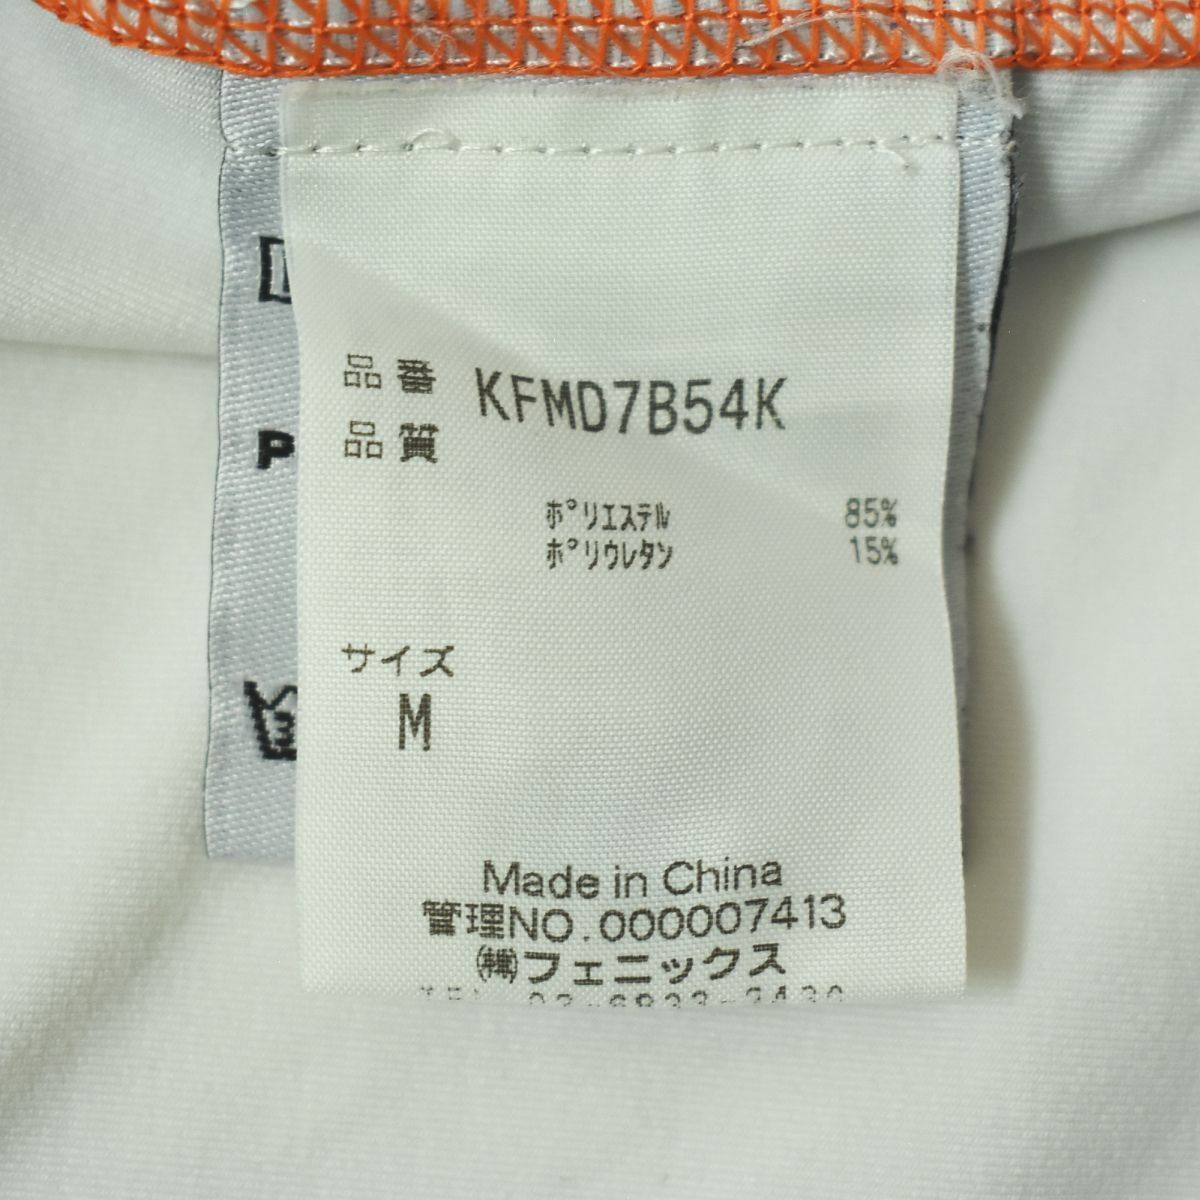 品番 KFMD7B54K
品質
ポリエステル 85%
ポリウレタン 15%
サイズ
M
Made in China
管理NO.000007413
㈱フェニックス
P